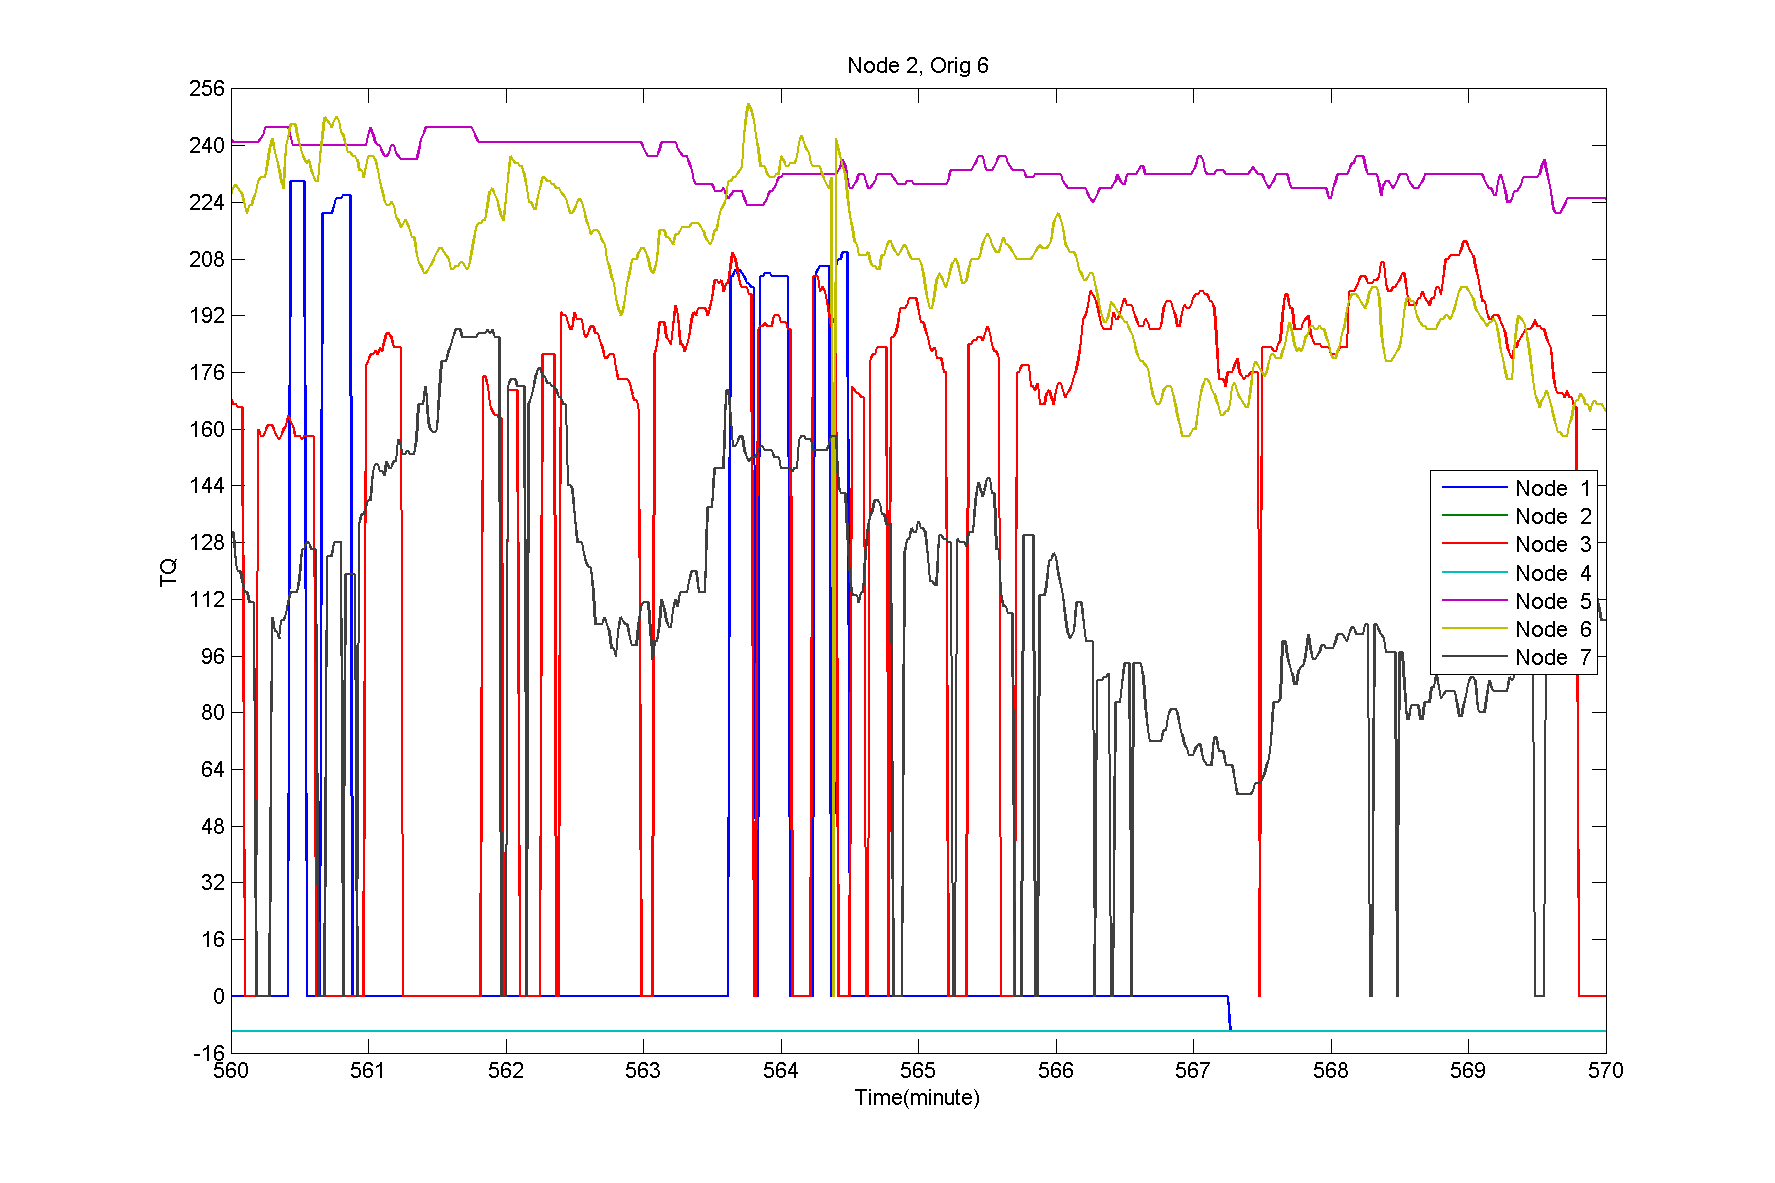 Node 2, Orig 6
256
240
224
208
192
176
160
144
128
112
96
80
64
48
32
16
0
-16
TQ
560 561 562 563 564 565 566 567 568 569 570
Time(minute)
Node 1
Node 2
Node 3
Node 4
Node 5
Node 6
Node 7